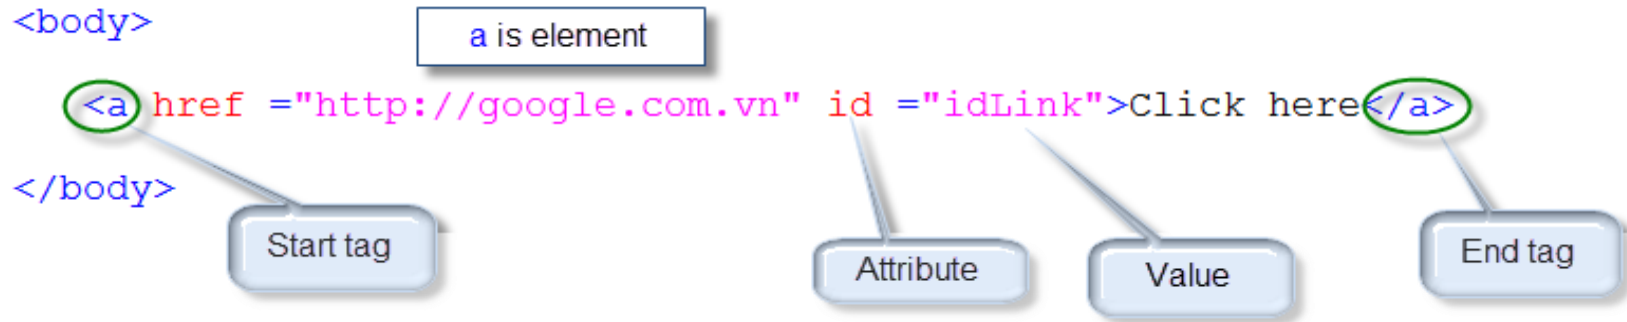 <body>
a is element
<a href ="http://google.com.vn" id ="idLink">Click here</a>
</body>
Start tag
Attribute
Value
End tag